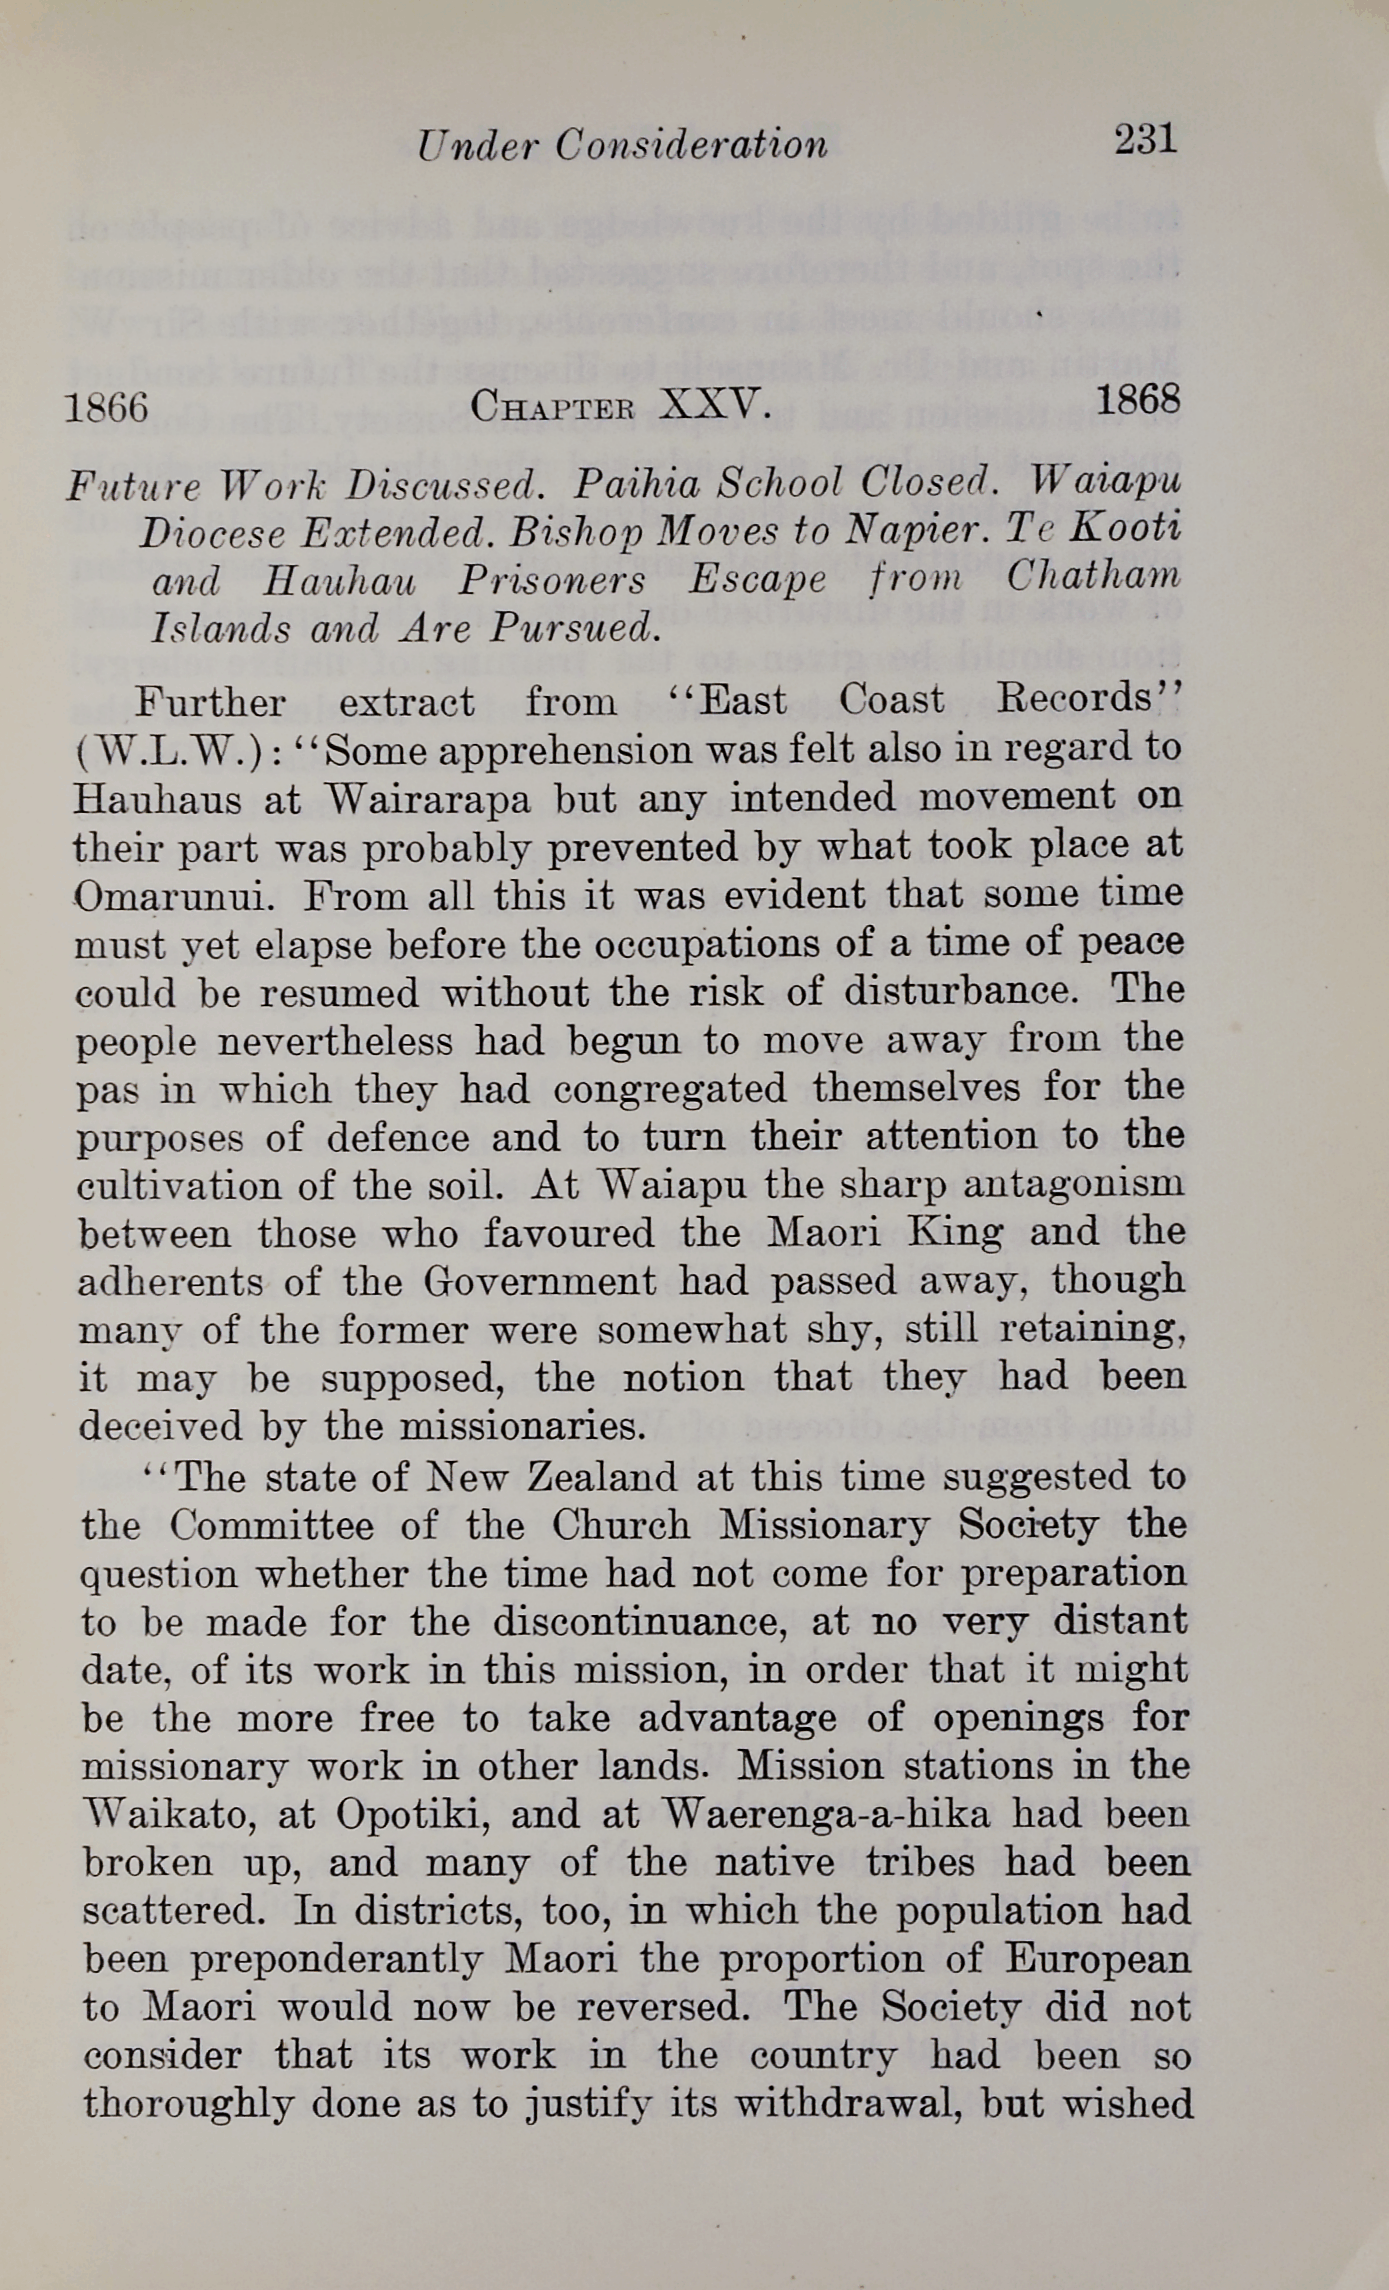 Under Consideration 231
1866 CHAPTER XXV. 1868
Future Work Discussed. Paihia School Closed. Waiapu
Diocese Extended. Bishop Moves to Napier. Te Kooti
and Hauhau Prisoners Escape from Chatham
Islands and Are Pursued.
Further extract from "East Coast Records"
(W.L.W.): "Some apprehension was felt also in regard to
Hauhaus at Wairarapa but any intended movement on
their part was probably prevented by what took place at
Omarunui. From all this it was evident that some time
must yet elapse before the occupations of a time of peace
could be resumed without the risk of disturbance. The
people nevertheless had begun to move away from the
pas in which they had congregated themselves for the
purposes of defence and to turn their attention to the
cultivation of the soil. At Waiapu the sharp antagonism
between those who favoured the Maori King and the
adherents of the Government had passed away, though
many of the former were somewhat shy, still retaining,
it may be supposed, the notion that they had been
deceived by the missionaries.
"The state of New Zealand at this time suggested to
the Committee of the Church Missionary Society the
question whether the time had not come for preparation
to be made for the discontinuance, at no very distant
date, of its work in this mission, in order that it might
be the more free to take advantage of openings for
missionary work in other lands. Mission stations in the
Waikato, at Opotiki, and at Waerenga-a-hika had been
broken up, and many of the native tribes had been
scattered. In districts, too, in which the population had
been preponderantly Maori the proportion of European
to Maori would now be reversed. The Society did not
consider that its work in the country had been so
thoroughly done as to justify its withdrawal, but wished